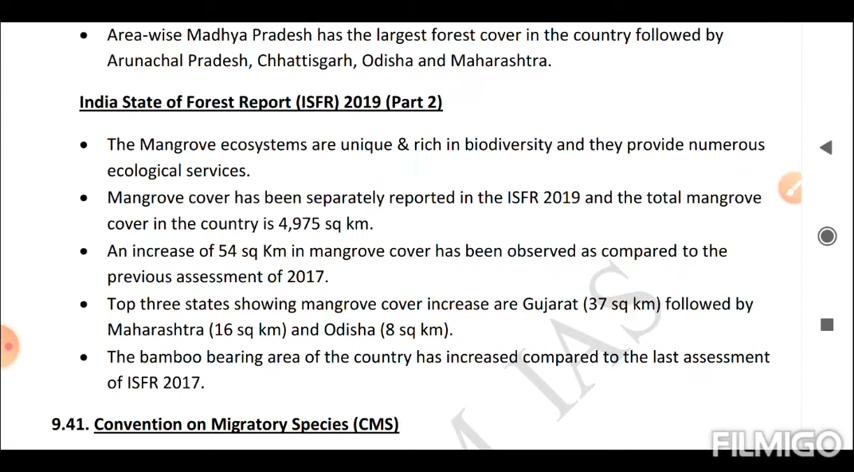 • Area-wise Madhya Pradesh has the largest forest cover in the country followed by
Arunachal Pradesh, Chhattisgarh, Odisha and Maharashtra.
India State of Forest Report (ISFR) 2019 (Part 2)
• The Mangrove ecosystems are unique & rich in biodiversity and they provide numerous
ecological services.
• Mangrove cover has been separately reported in the ISFR 2019 and the total mangrove
cover in the country is 4,975 sq km.
• An increase of 54 sq Km in mangrove cover has been observed as compared to the
previous assessment of 2017.
• Top three states showing mangrove cover increase are Gujarat (37 sq km) followed by
Maharashtra (16 sq km) and Odisha (8 sq km).
• The bamboo bearing area of the country has increased compared to the last assessment
of ISFR 2017.
9.41. Convention on Migratory Species (CMS)
IAS
FILMIGO